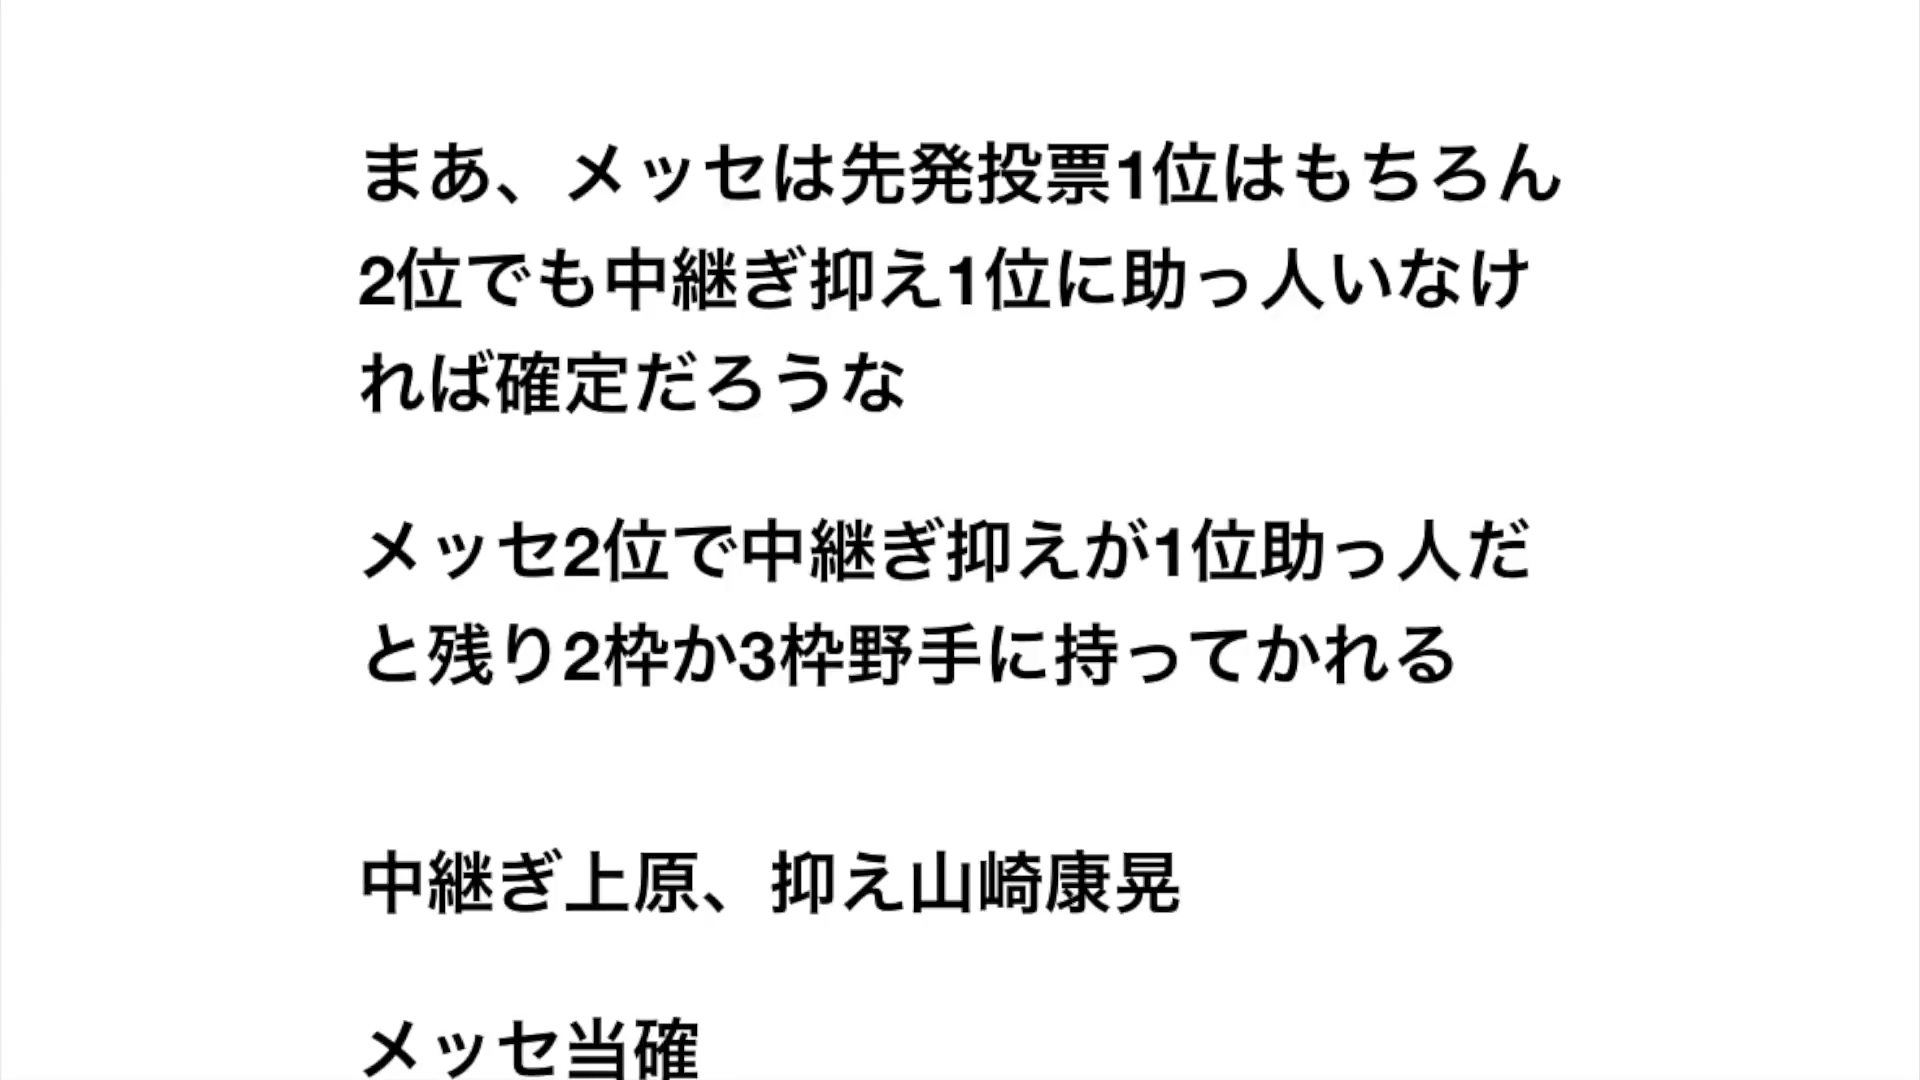 まあ、メッセは先発投票1位はもちろん
2位でも中継ぎ抑え1位に助っ人いなけ
れば確定だろうな
メッセ2位で中継ぎ抑えが1位助っ人だ
と残り2枠か3枠野手に持ってかれる
中継ぎ上原、抑え山崎康晃
メッセ当確